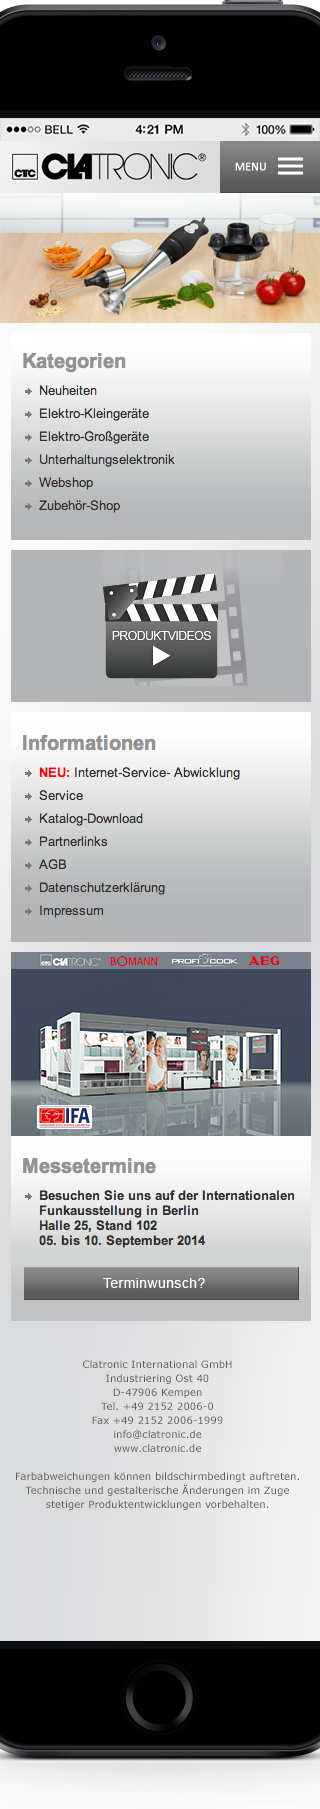 BELL 4:21 PM 100%
CTC CLATRONIC® MENU
Kategorien
Neuheiten
Elektro-Kleingeräte
Elektro-Großgeräte
Unterhaltungselektronik
Webshop
Zubehör-Shop
PRODUKTVIDEOS
Informationen
NEU: Internet-Service- Abwicklung
Service
Katalog-Download
Partnerlinks
AGB
Datenschutzerklärung
Impressum
CTC CLATRONIC® BOMANN® PROFI COOK AEG
IFA
Messetermine
Besuchen Sie uns auf der Internationalen
Funkausstellung in Berlin
Halle 25, Stand 102
05. bis 10. September 2014
Terminwunsch?
Clatronic International GmbH
Industriering Ost 40
D-47906 Kempen
Tel. +49 2152 2006-0
Fax +49 2152 2006-1999
info@clatronic.de
www.clatronic.de
Farbabweichungen können bildschirmbedingt auftreten.
Technische und gestalterische Änderungen im Zuge
stetiger Produktentwicklungen vorbehalten.